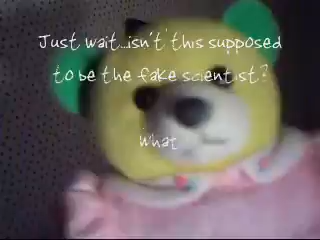 Just wait...isn't this supposed
to be the fake scientist?
What